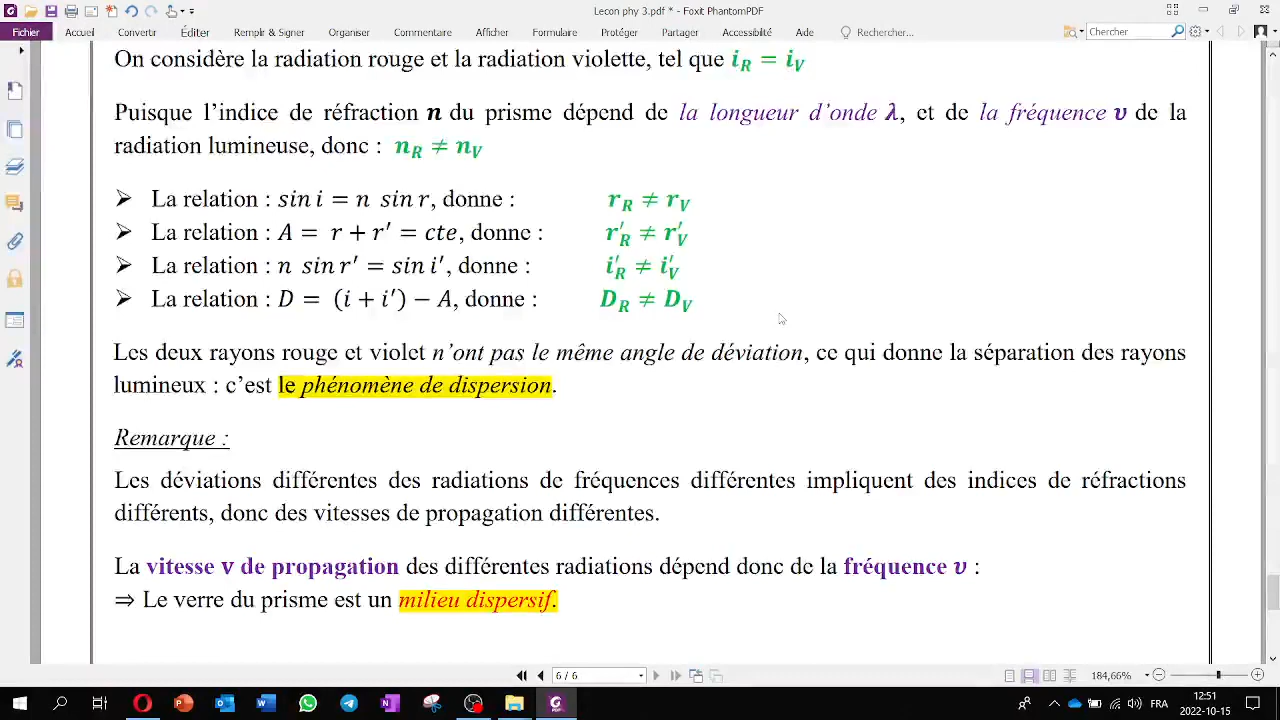 Lecon phy 3.pdf * - Foxit PhantomPDF
Fichier Accueil Convertir Éditer Remplir & Signer Organiser Commentaire Afficher Formulaire Protéger Partager Connecté Accessibilité Aide Rechercher... Chercher
On considère la radiation rouge et la radiation violette, tel que i_R = i_V
Puisque l'indice de réfraction n du prisme dépend de la longueur d'onde λ, et de la fréquence υ de la
radiation lumineuse, donc : n_R ≠ n_V
➢ La relation : sin i = n sin r, donne : r_R ≠ r_V
➢ La relation : A = r + r' = cte, donne : r'_R ≠ r'_V
➢ La relation : n sin r' = sin i', donne : i'_R ≠ i'_V
➢ La relation : D = (i + i') − A, donne : D_R ≠ D_V
Les deux rayons rouge et violet n'ont pas le même angle de déviation, ce qui donne la séparation des rayons
lumineux : c'est le phénomène de dispersion.
Remarque :
Les déviations différentes des radiations de fréquences différentes impliquent des indices de réfractions
différents, donc des vitesses de propagation différentes.
La vitesse v de propagation des différentes radiations dépend donc de la fréquence υ :
⇒ Le verre du prisme est un milieu dispersif.
6 / 6 184,66%
12:51
FRA
2022-10-15